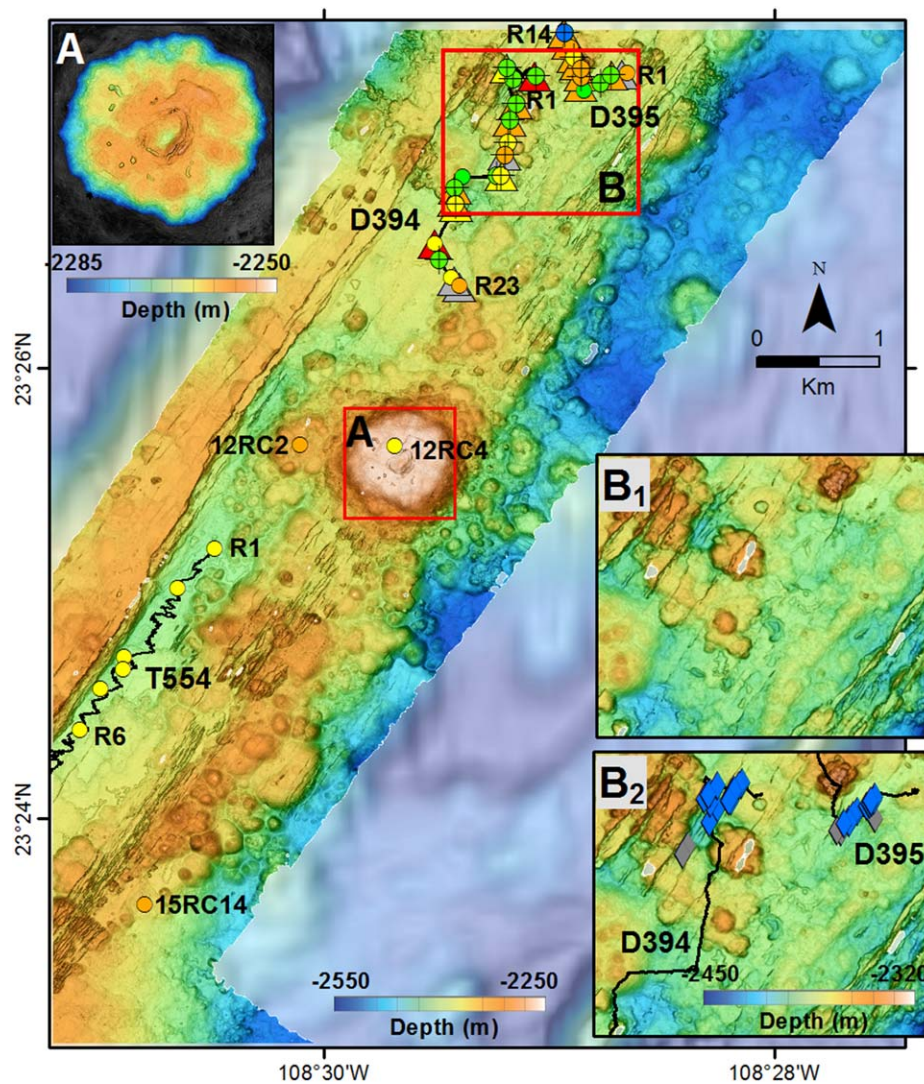 A
-2285
-2250
Depth (m)
R14
R1
R1
D395
B
D394
R23
N
0
1
Km
23°26'N
A
12RC2
12RC4
R1
T554
R6
B1
23°24'N
B2
D395
D394
15RC14
-2550
-2250
Depth (m)
-2450
-2320
Depth (m)
108°30'W
108°28'W